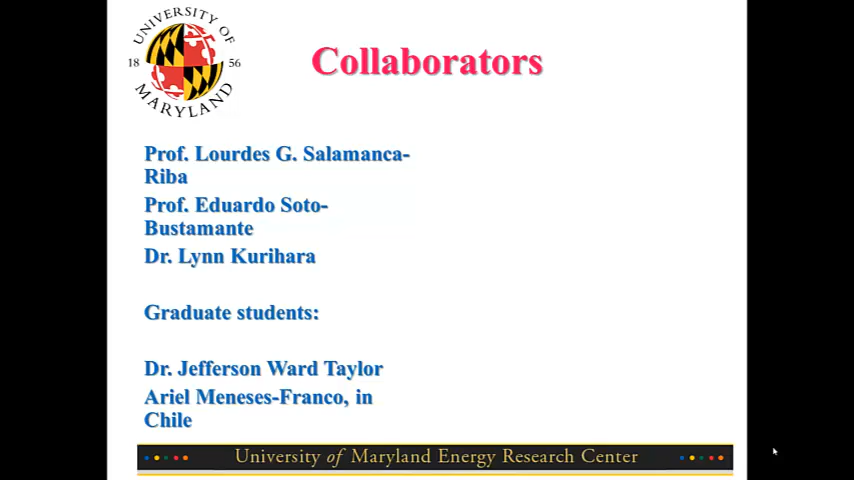 UNIVERSITY OF
18 56
MARYLAND
Collaborators
Prof. Lourdes G. Salamanca-
Riba
Prof. Eduardo Soto-
Bustamante
Dr. Lynn Kurihara
Graduate students:
Dr. Jefferson Ward Taylor
Ariel Meneses-Franco, in
Chile
University of Maryland Energy Research Center